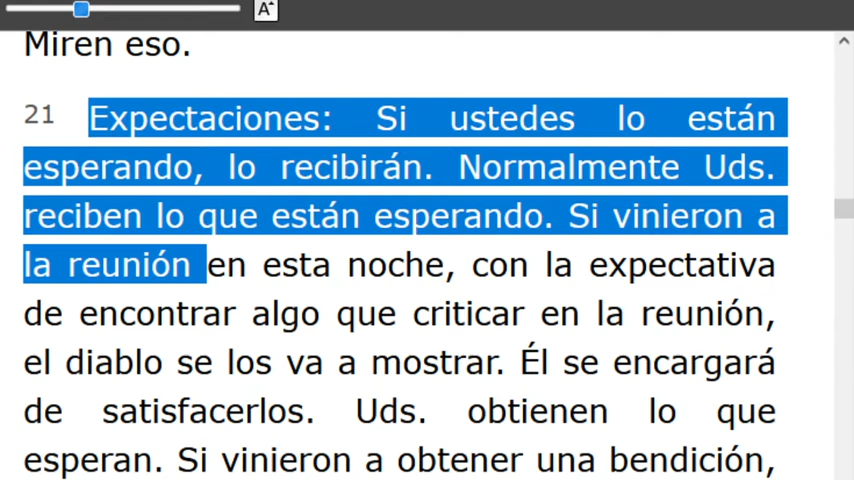 A
Miren eso.
21 Expectaciones: Si ustedes lo están
esperando, lo recibirán. Normalmente Uds.
reciben lo que están esperando. Si vinieron a
la reunión en esta noche, con la expectativa
de encontrar algo que criticar en la reunión,
el diablo se los va a mostrar. Él se encargará
de satisfacerlos. Uds. obtienen lo que
esperan. Si vinieron a obtener una bendición,